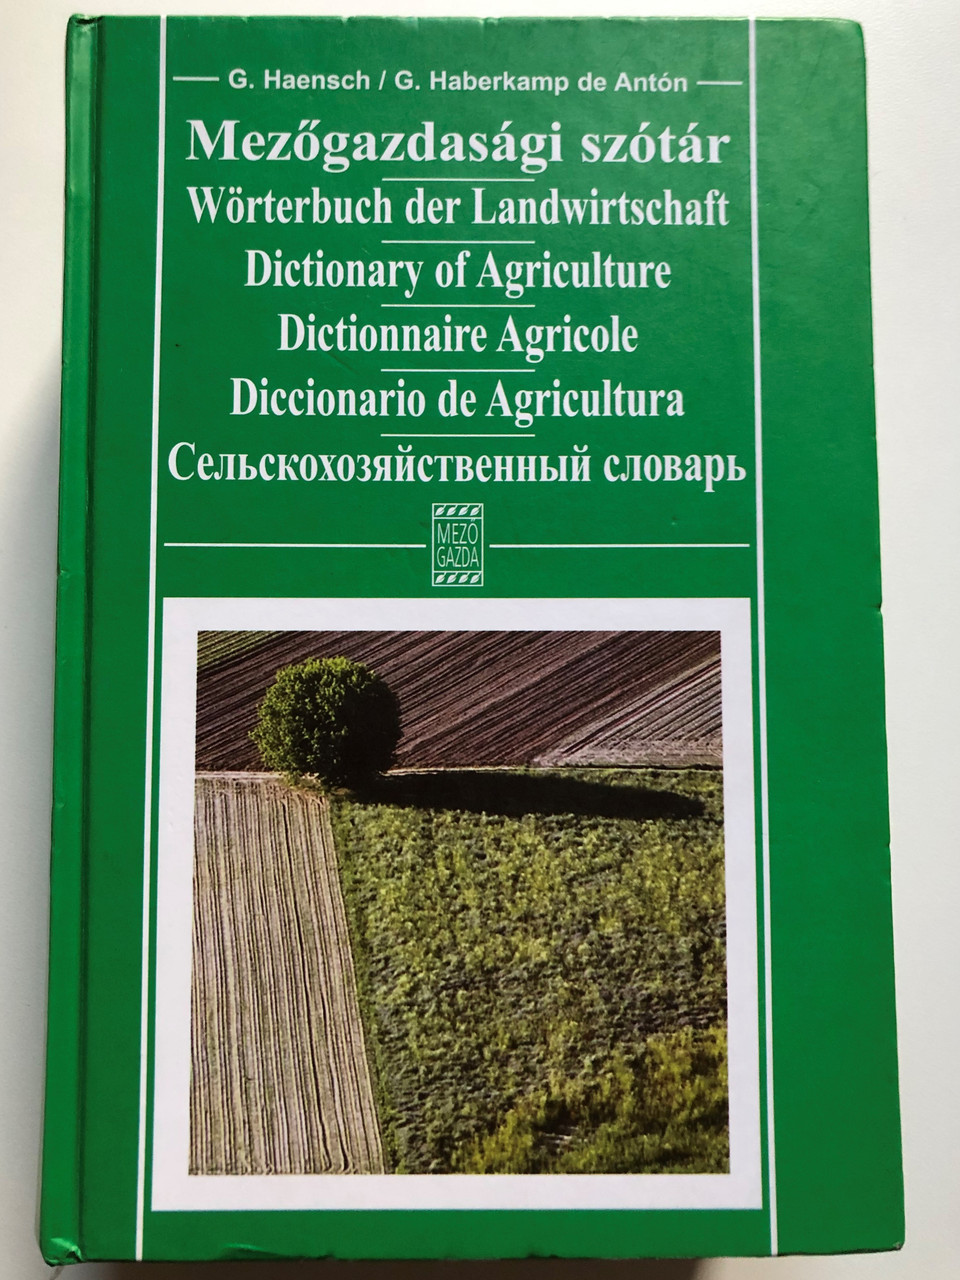 G. Haensch / G. Haberkamp de Antón
Mezőgazdasági szótár
Wörterbuch der Landwirtschaft
Dictionary of Agriculture
Dictionnaire Agricole
Diccionario de Agricultura
Сельскохозяйственный словарь
MEZŐ
GAZDA